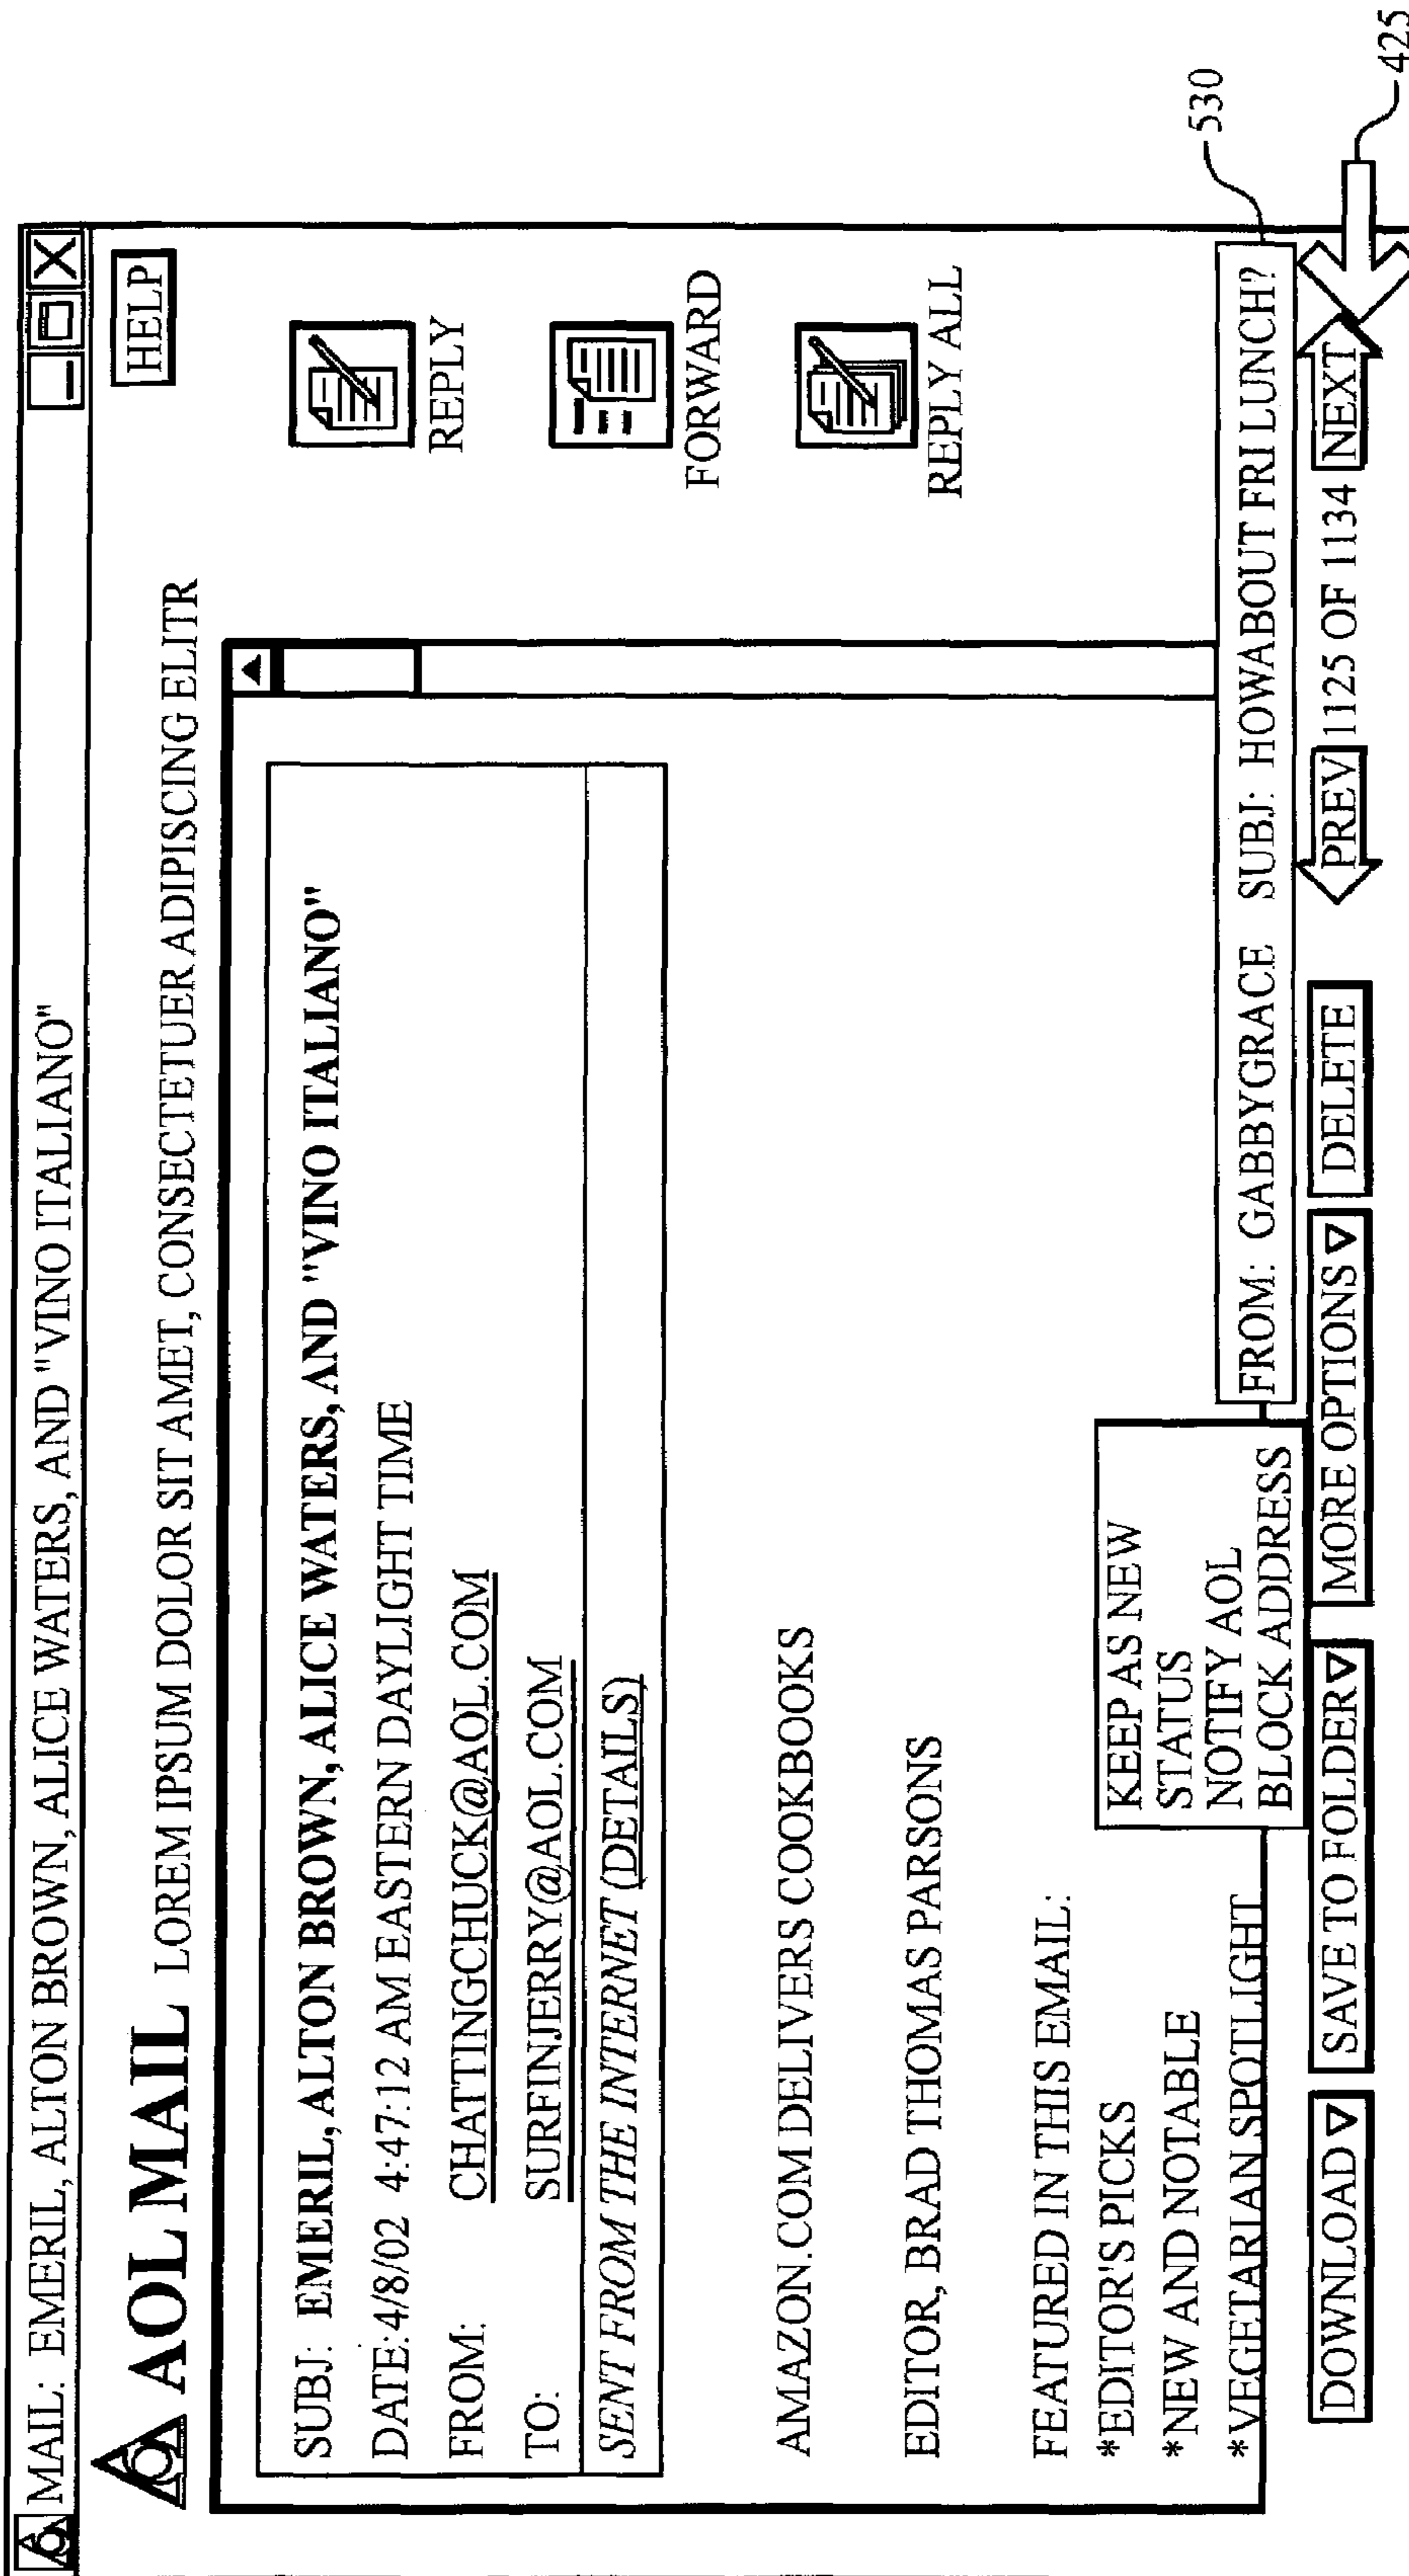 MAIL: EMERIL, ALTON BROWN, ALICE WATERS, AND "VINO ITALIANO"
AOL MAIL LOREM IPSUM DOLOR SIT AMET, CONSECTETUER ADIPISCING ELITR
HELP
SUBJ: EMERIL, ALTON BROWN, ALICE WATERS, AND "VINO ITALIANO"
DATE: 4/8/02 4:47:12 AM EASTERN DAYLIGHT TIME
FROM: CHATTINGCHUCK@AOL.COM
TO: SURFINJERRY@AOL.COM
SENT FROM THE INTERNET (DETAILS)
REPLY
FORWARD
REPLY ALL
AMAZON.COM DELIVERS COOKBOOKS
EDITOR, BRAD THOMAS PARSONS
FEATURED IN THIS EMAIL:
*EDITOR'S PICKS
*NEW AND NOTABLE
*VEGETARIAN SPOTLIGHT
KEEP AS NEW
STATUS
NOTIFY AOL
BLOCK ADDRESS
FROM: GABBYGRACE SUBJ: HOWABOUT FRI LUNCH?
530
DOWNLOAD SAVE TO FOLDER MORE OPTIONS DELETE PREV 1125 OF 1134 NEXT
425